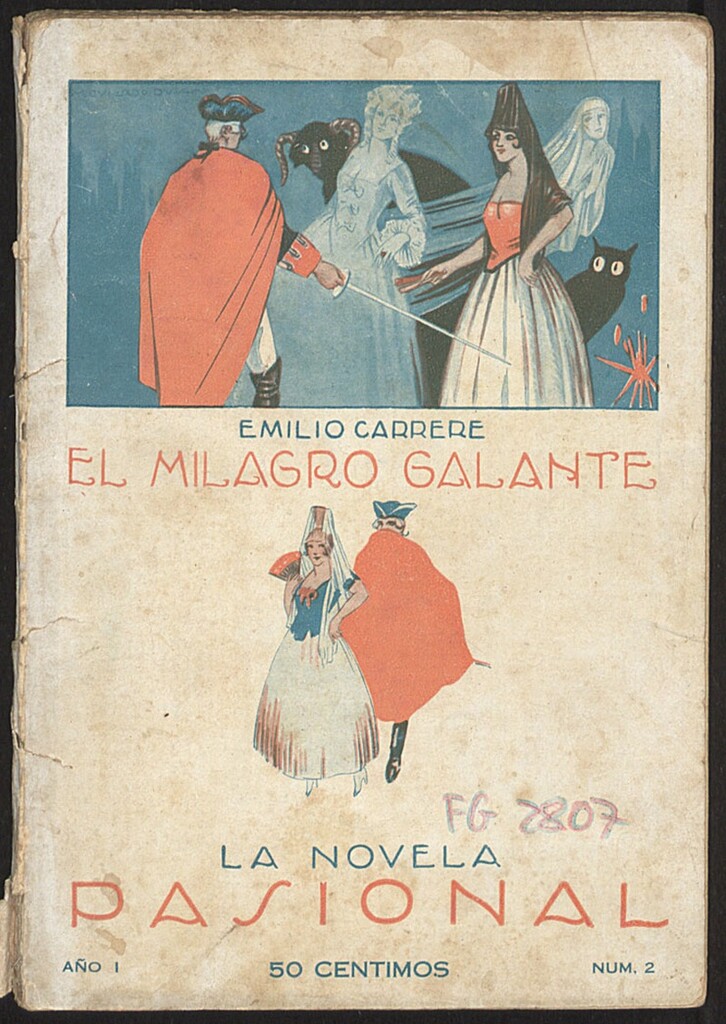 EMILIO CARRERE
EL MILAGRO GALANTE
FG 2807
LA NOVELA
PASIONAL
AÑO I 50 CENTIMOS NUM. 2